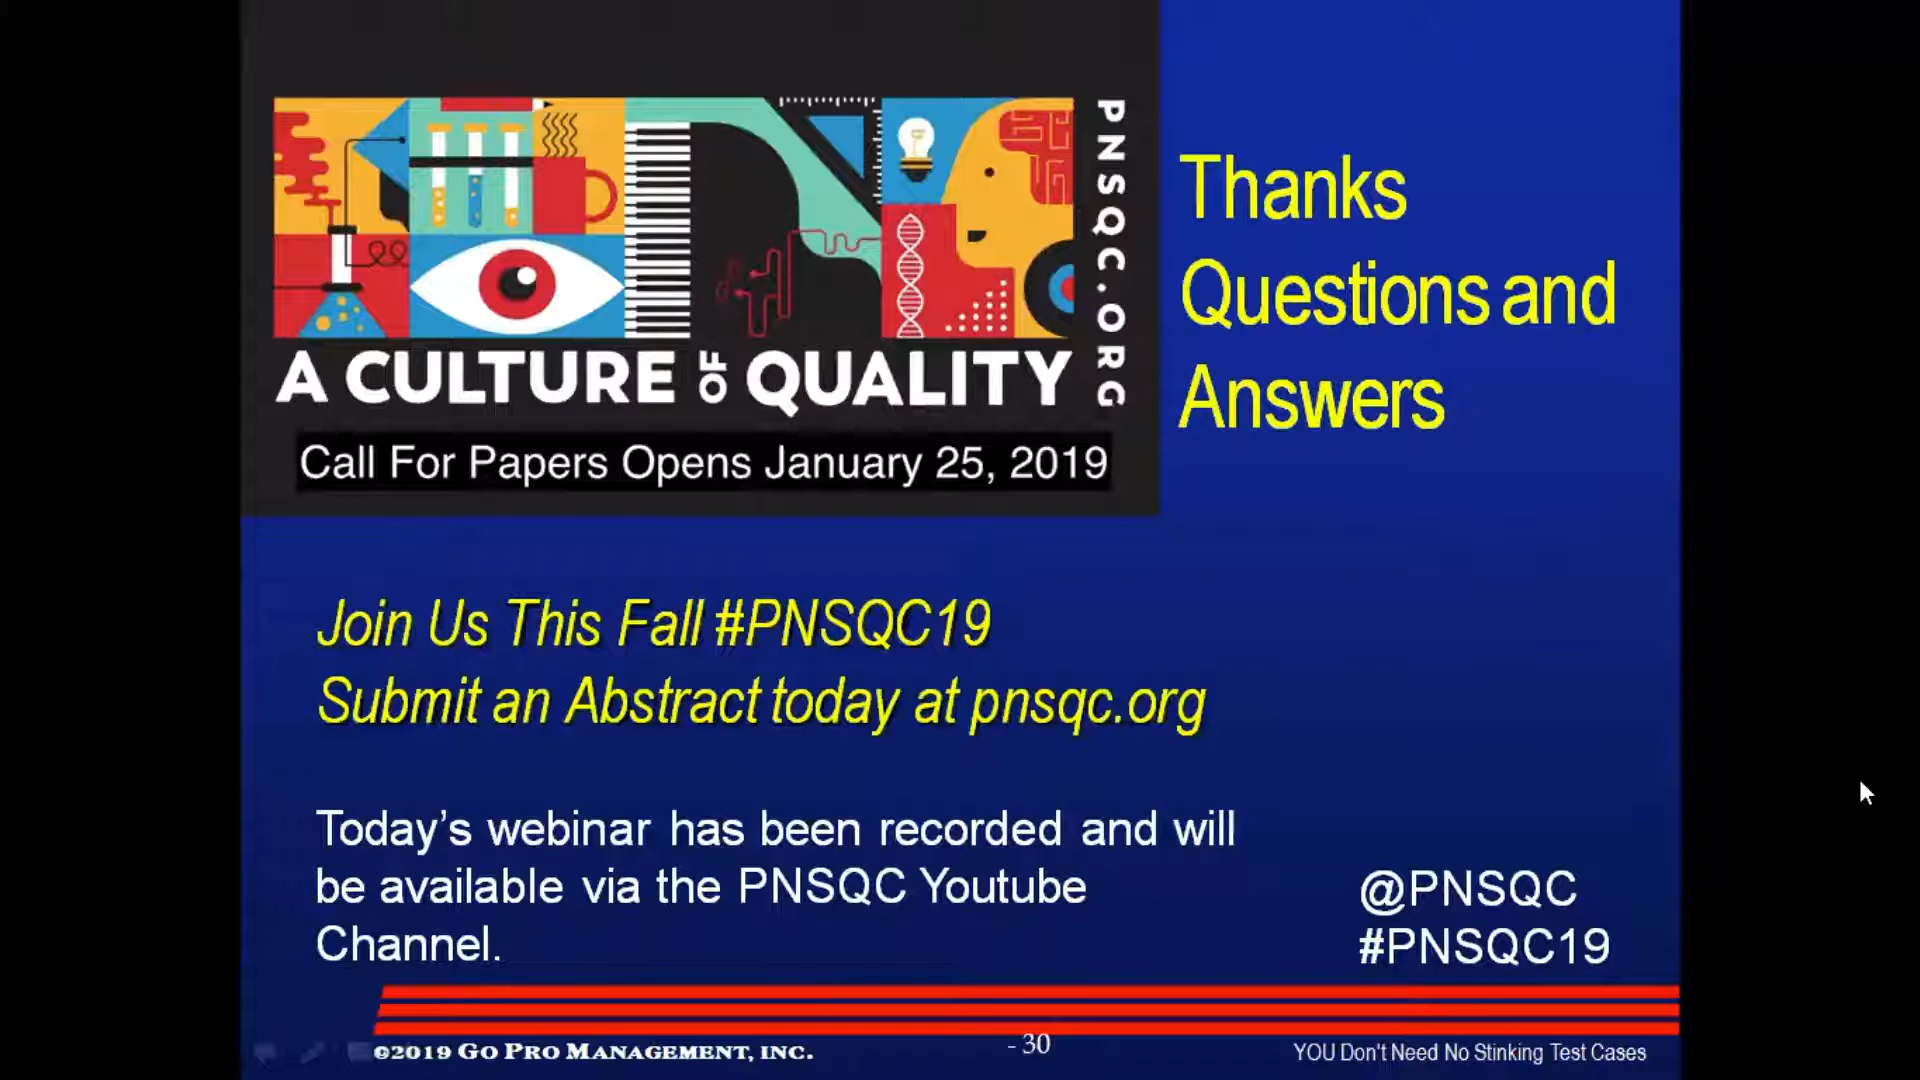 PNSQC.ORG
A CULTURE OF QUALITY
Call For Papers Opens January 25, 2019
Thanks
Questions and
Answers
Join Us This Fall #PNSQC19
Submit an Abstract today at pnsqc.org
Today’s webinar has been recorded and will
be available via the PNSQC Youtube
Channel.
@PNSQC
#PNSQC19
©2019 GO PRO MANAGEMENT, INC.
- 30
YOU Don't Need No Stinking Test Cases